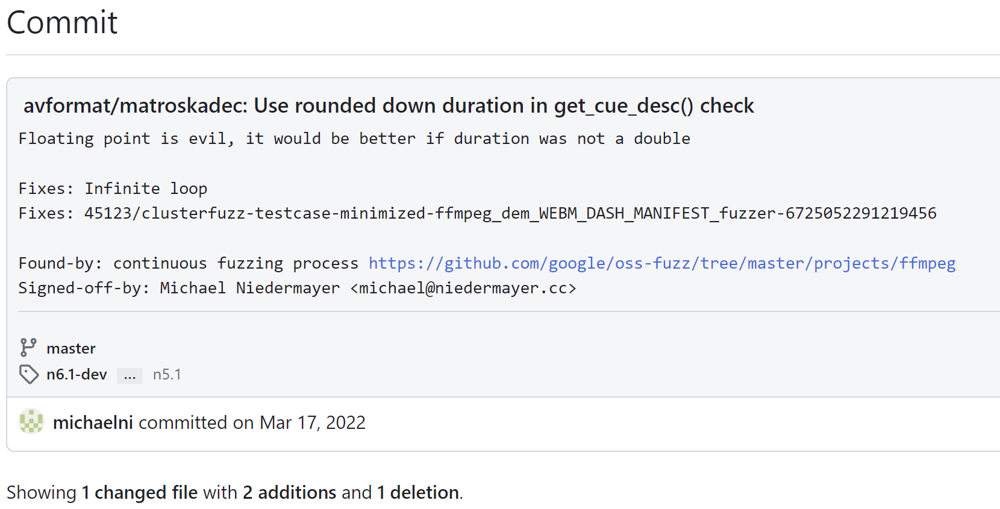 Commit
avformat/matroskadec: Use rounded down duration in get_cue_desc() check
Floating point is evil, it would be better if duration was not a double
Fixes: Infinite loop
Fixes: 45123/clusterfuzz-testcase-minimized-ffmpeg_dem_WEBM_DASH_MANIFEST_fuzzer-6725052291219456
Found-by: continuous fuzzing process https://github.com/google/oss-fuzz/tree/master/projects/ffmpeg
Signed-off-by: Michael Niedermayer <michael@niedermayer.cc>
master
n6.1-dev ... n5.1
michaelni committed on Mar 17, 2022
Showing 1 changed file with 2 additions and 1 deletion.